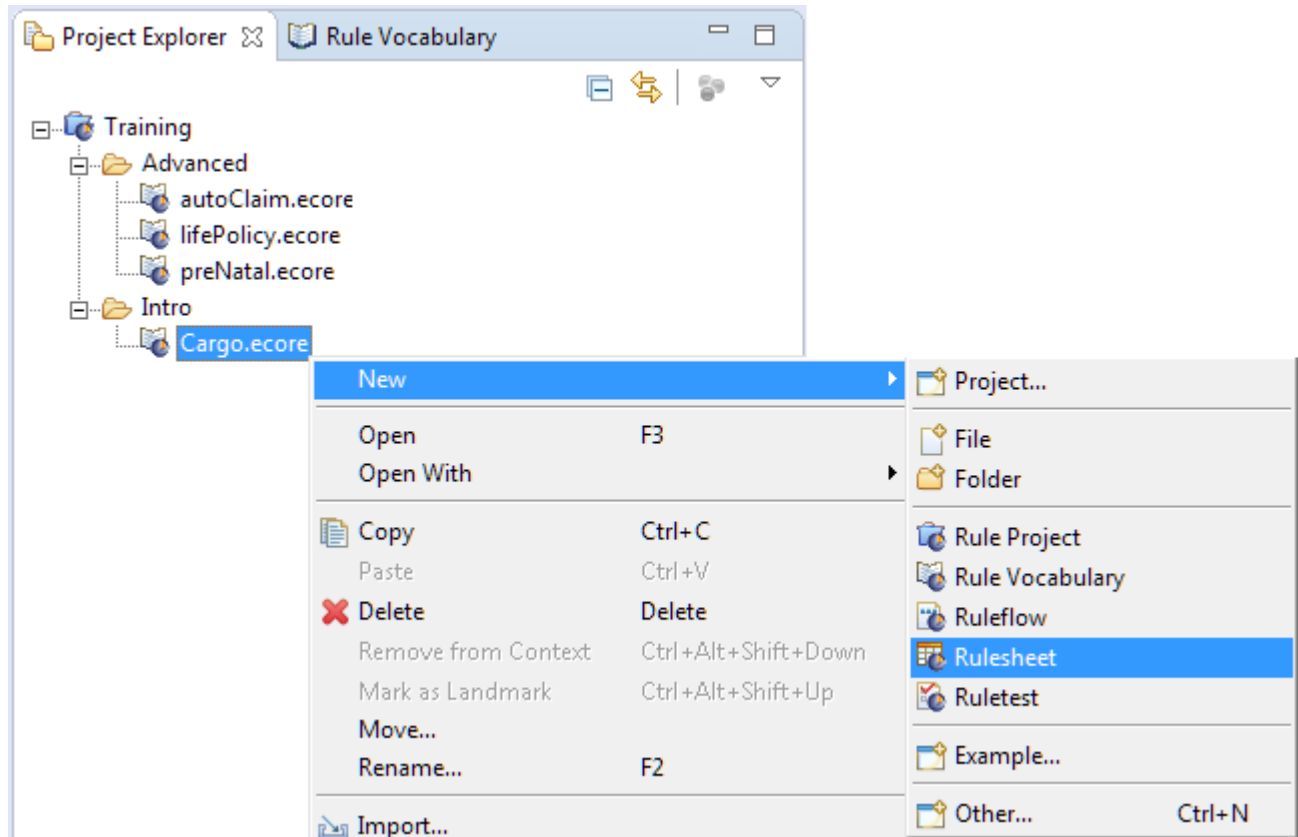 Project Explorer Rule Vocabulary
Training
Advanced
autoClaim.ecore
lifePolicy.ecore
preNatal.ecore
Intro
Cargo.ecore
New
Open F3
Open With
Copy Ctrl+C
Paste Ctrl+V
Delete Delete
Remove from Context Ctrl+Alt+Shift+Down
Mark as Landmark Ctrl+Alt+Shift+Up
Move...
Rename... F2
Import...
Project...
File
Folder
Rule Project
Rule Vocabulary
Ruleflow
Rulesheet
Ruletest
Example...
Other... Ctrl+N